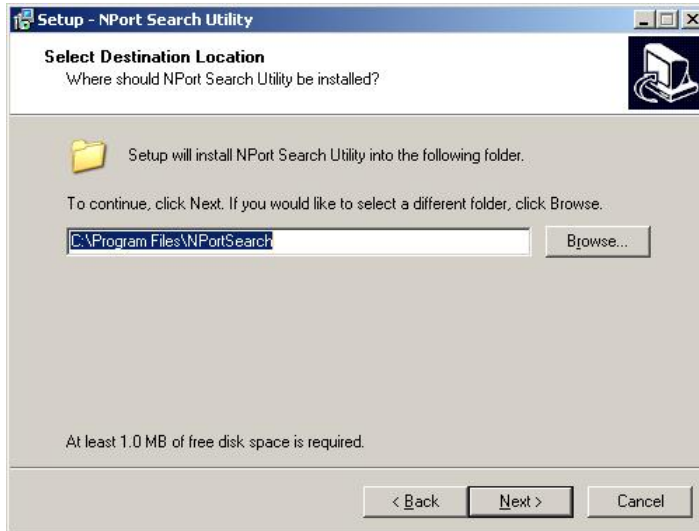 Setup - NPort Search Utility
Select Destination Location
Where should NPort Search Utility be installed?
Setup will install NPort Search Utility into the following folder.
To continue, click Next. If you would like to select a different folder, click Browse.
C:\Program Files\NPortSearch
Browse...
At least 1.0 MB of free disk space is required.
< Back
Next >
Cancel